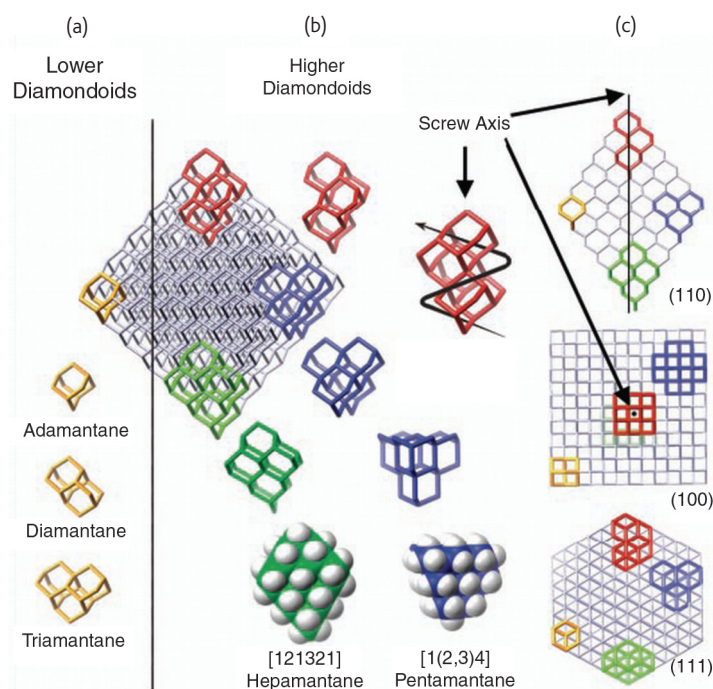 (a)
(b)
(c)
Lower
Diamondoids
Higher
Diamondoids
Screw Axis
(110)
Adamantane
(100)
Diamantane
Triamantane
[121321]
Hepamantane
[1(2,3)4]
Pentamantane
(111)